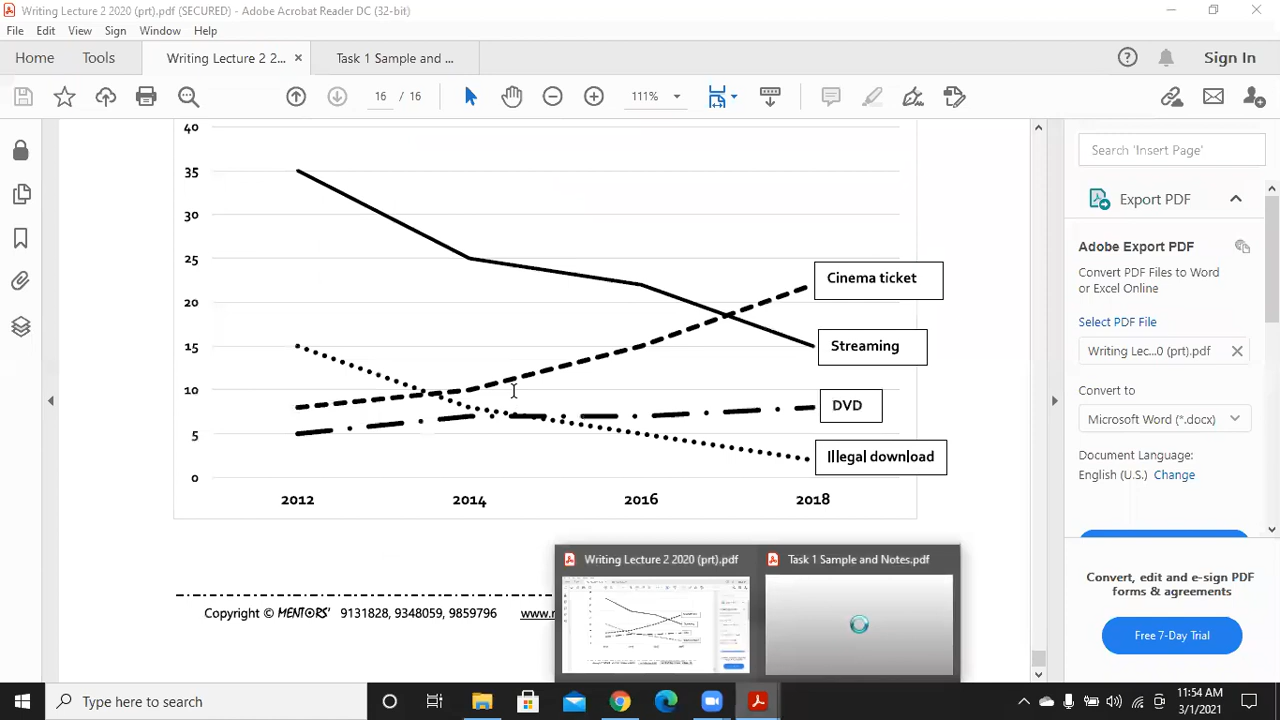 Writing Lecture 2 2020 (prt).pdf (SECURED) - Adobe Acrobat Reader DC (32-bit)
File Edit View Sign Window Help
Home Tools Writing Lecture 2 2... × Task 1 Sample and ... Sign In
16 / 16 111%
40
35
30
25
20
15
10
5
0
2012 2014 2016 2018
Cinema ticket
Streaming
DVD
Illegal download
Copyright © MENTORS' 9131828, 9348059, 9859796
Search 'Insert Page'
Export PDF
Adobe Export PDF
Convert PDF Files to Word
or Excel Online
Select PDF File
Writing Lec...0 (prt).pdf
Convert to
Microsoft Word (*.docx)
Document Language:
English (U.S.) Change
Convert, edit and e-sign PDF
forms & agreements
Free 7-Day Trial
Writing Lecture 2 2020 (prt).pdf Task 1 Sample and Notes.pdf
Type here to search
11:54 AM
3/1/2021